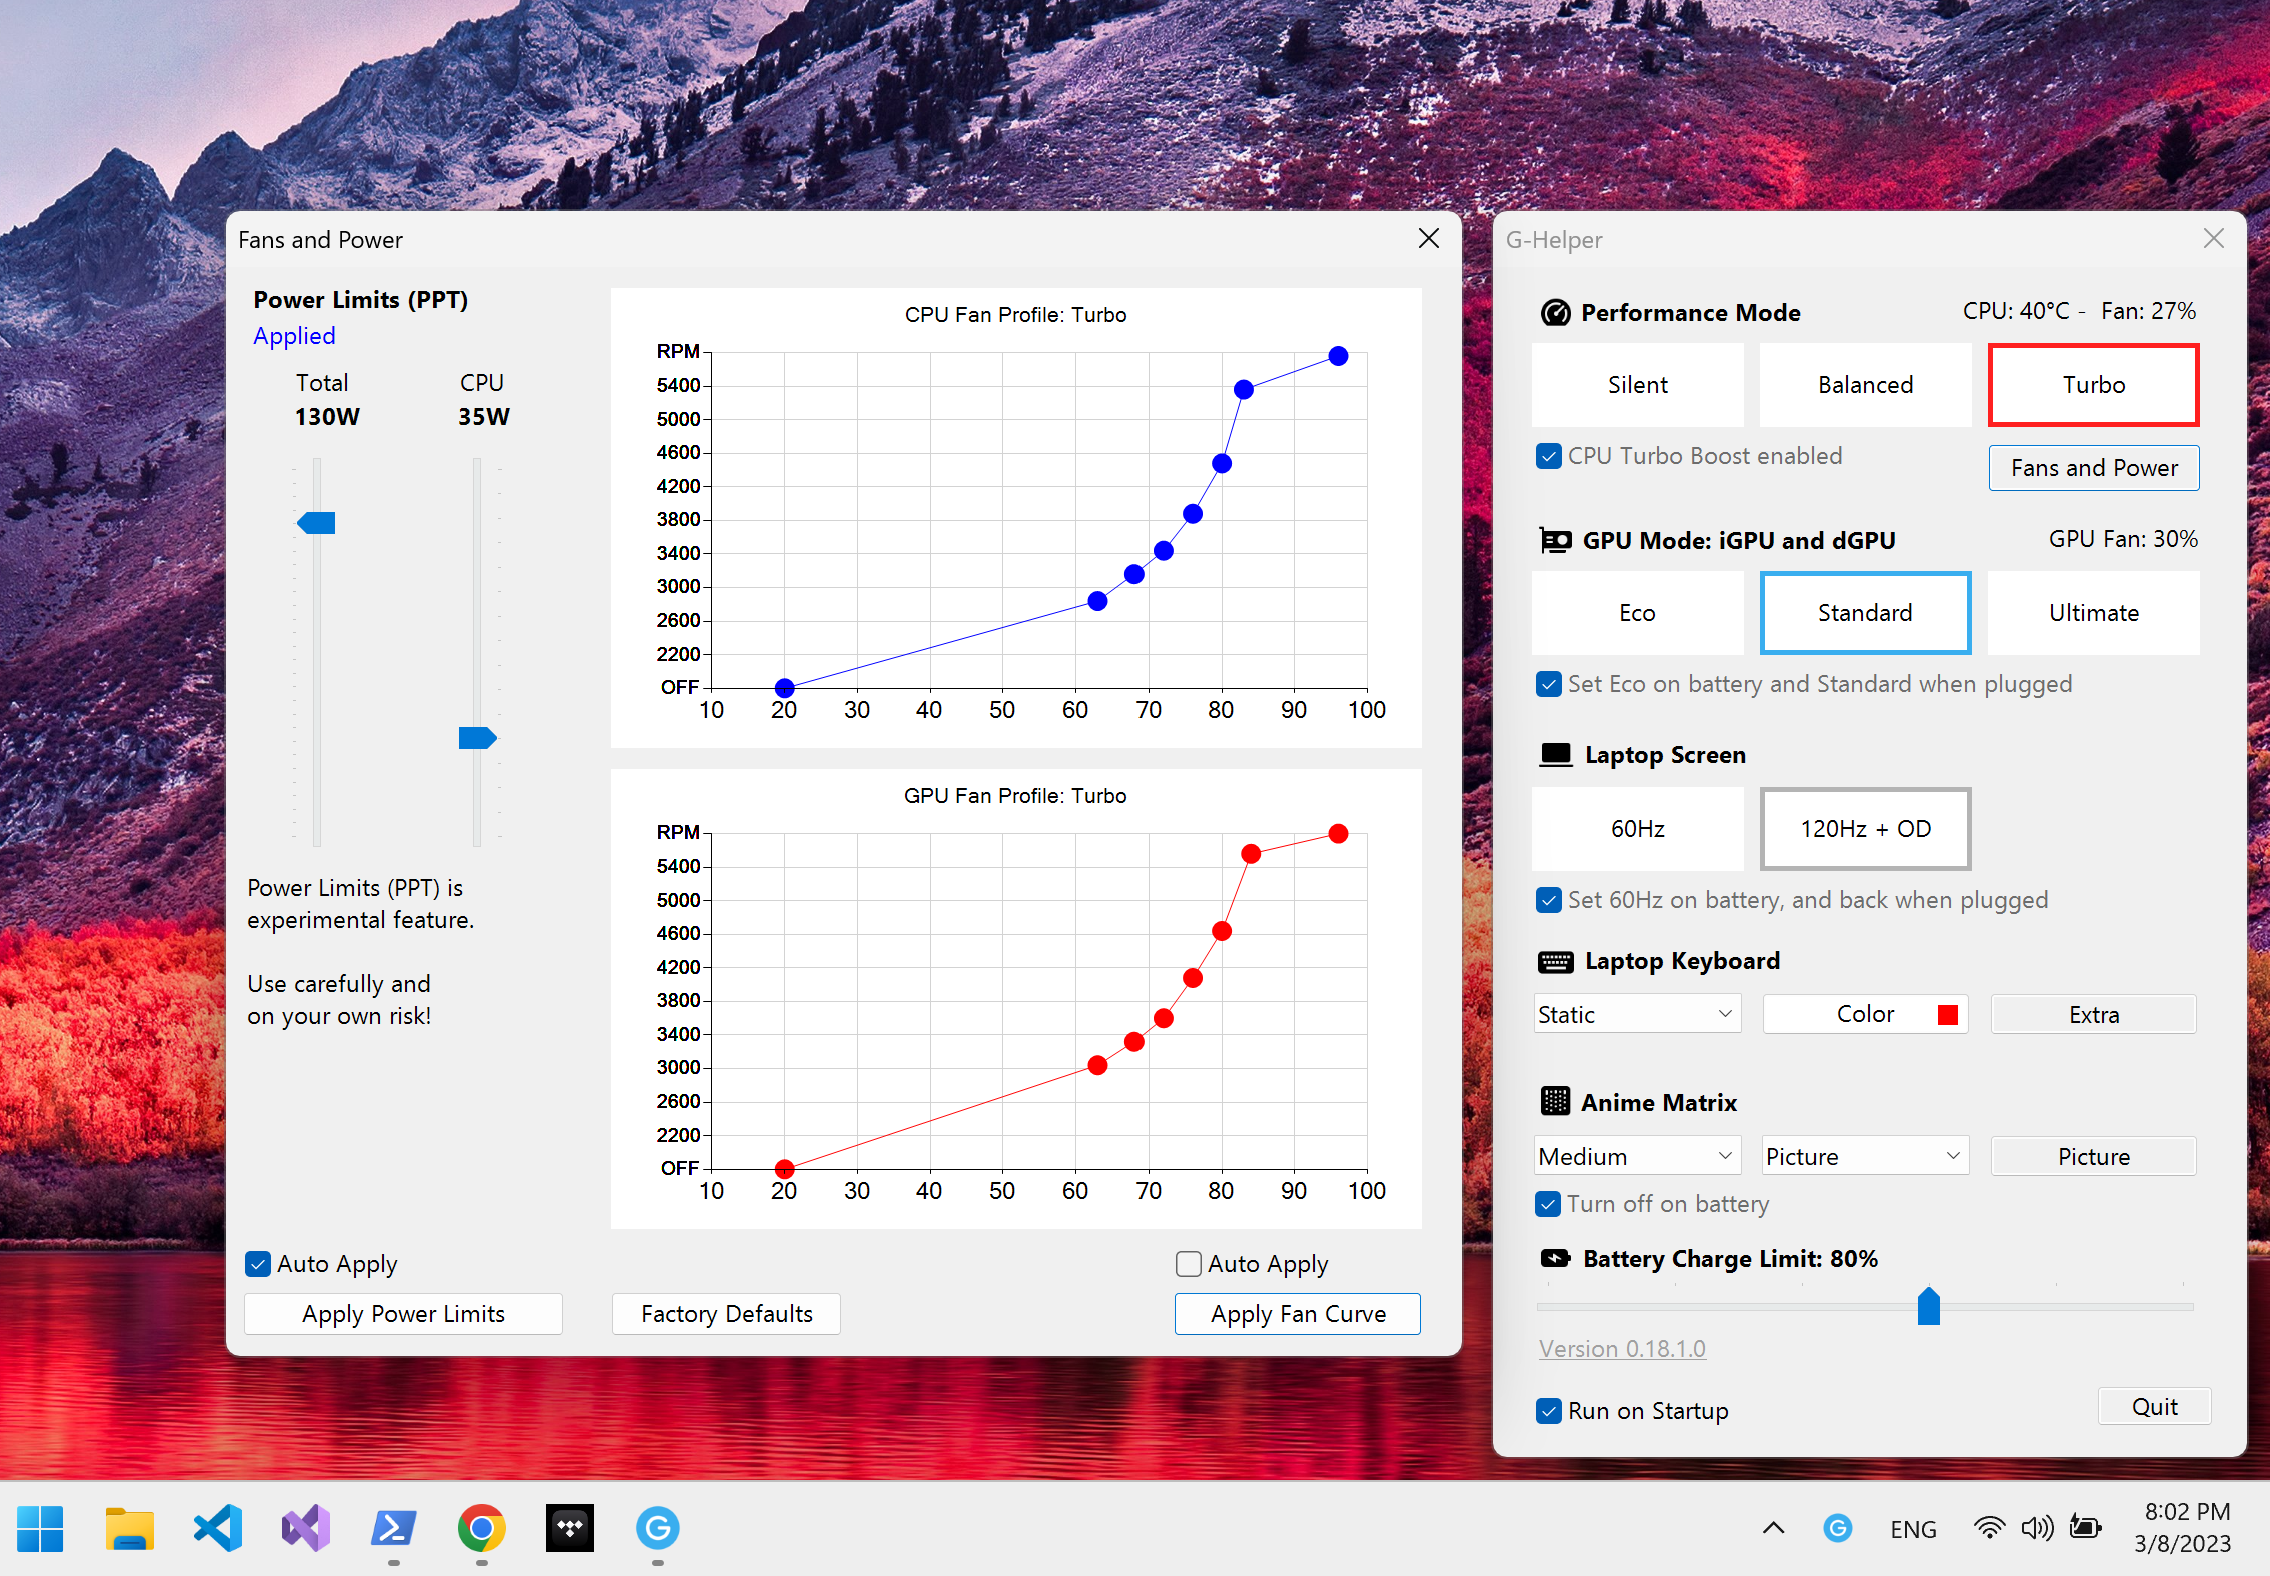 Fans and Power
Power Limits (PPT)
Applied
Total
CPU
130W
35W
Power Limits (PPT) is
experimental feature.
Use carefully and
on your own risk!
Auto Apply
Apply Power Limits
CPU Fan Profile: Turbo
RPM
5400
5000
4600
4200
3800
3400
3000
2600
2200
OFF
10 20 30 40 50 60 70 80 90 100
GPU Fan Profile: Turbo
RPM
5400
5000
4600
4200
3800
3400
3000
2600
2200
OFF
10 20 30 40 50 60 70 80 90 100
Auto Apply
Factory Defaults
Apply Fan Curve
G-Helper
Performance Mode
CPU: 40°C - Fan: 27%
Silent
Balanced
Turbo
CPU Turbo Boost enabled
Fans and Power
GPU Mode: iGPU and dGPU
GPU Fan: 30%
Eco
Standard
Ultimate
Set Eco on battery and Standard when plugged
Laptop Screen
60Hz
120Hz + OD
Set 60Hz on battery, and back when plugged
Laptop Keyboard
Static
Color
Extra
Anime Matrix
Medium
Picture
Picture
Turn off on battery
Battery Charge Limit: 80%
Version 0.18.1.0
Run on Startup
Quit
G
G
ENG
8:02 PM
3/8/2023